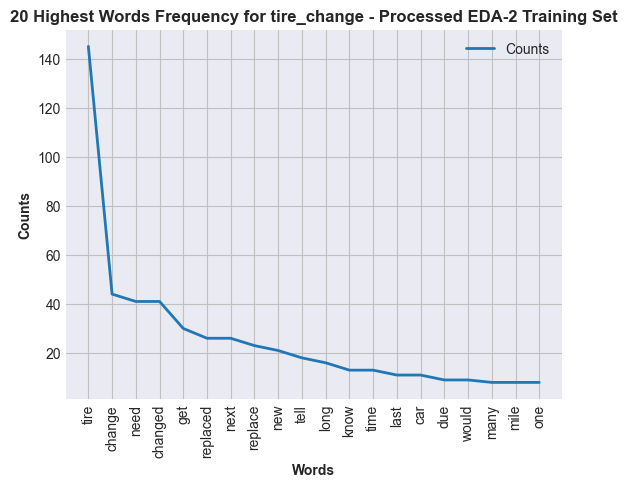 20 Highest Words Frequency for tire_change - Processed EDA-2 Training Set
Counts
140
120
100
80
60
40
20
Counts
tire
change
need
changed
get
replaced
next
replace
new
tell
long
know
time
last
car
due
would
many
mile
one
Words